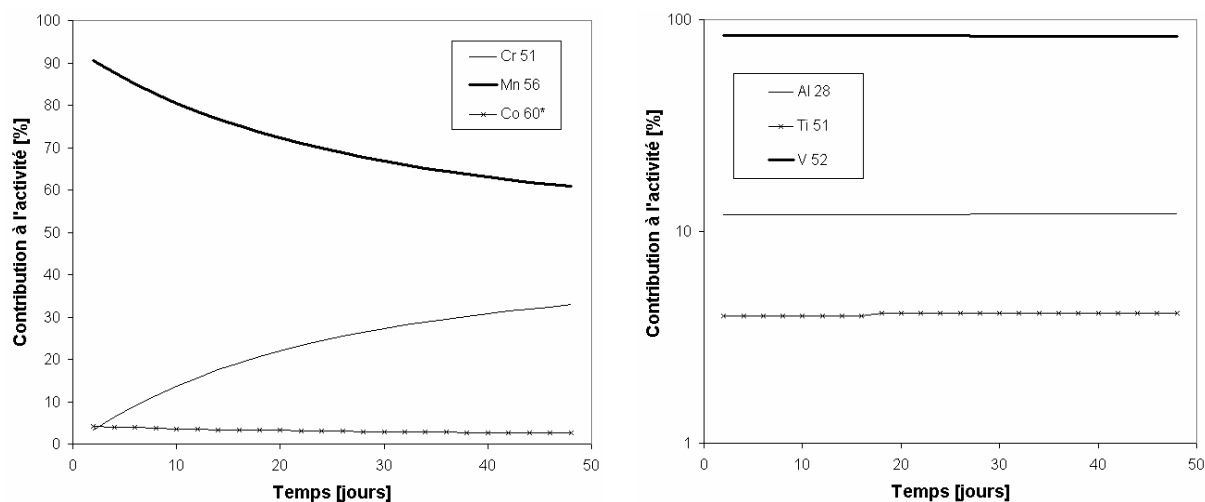 Contribution à l'activité [%]
100
90
80
70
60
50
40
30
20
10
0
Cr 51
Mn 56
Co 60*
0 10 20 30 40 50
Temps [jours]
Contribution à l'activité [%]
100
10
1
Al 28
Ti 51
V 52
0 10 20 30 40 50
Temps [jours]